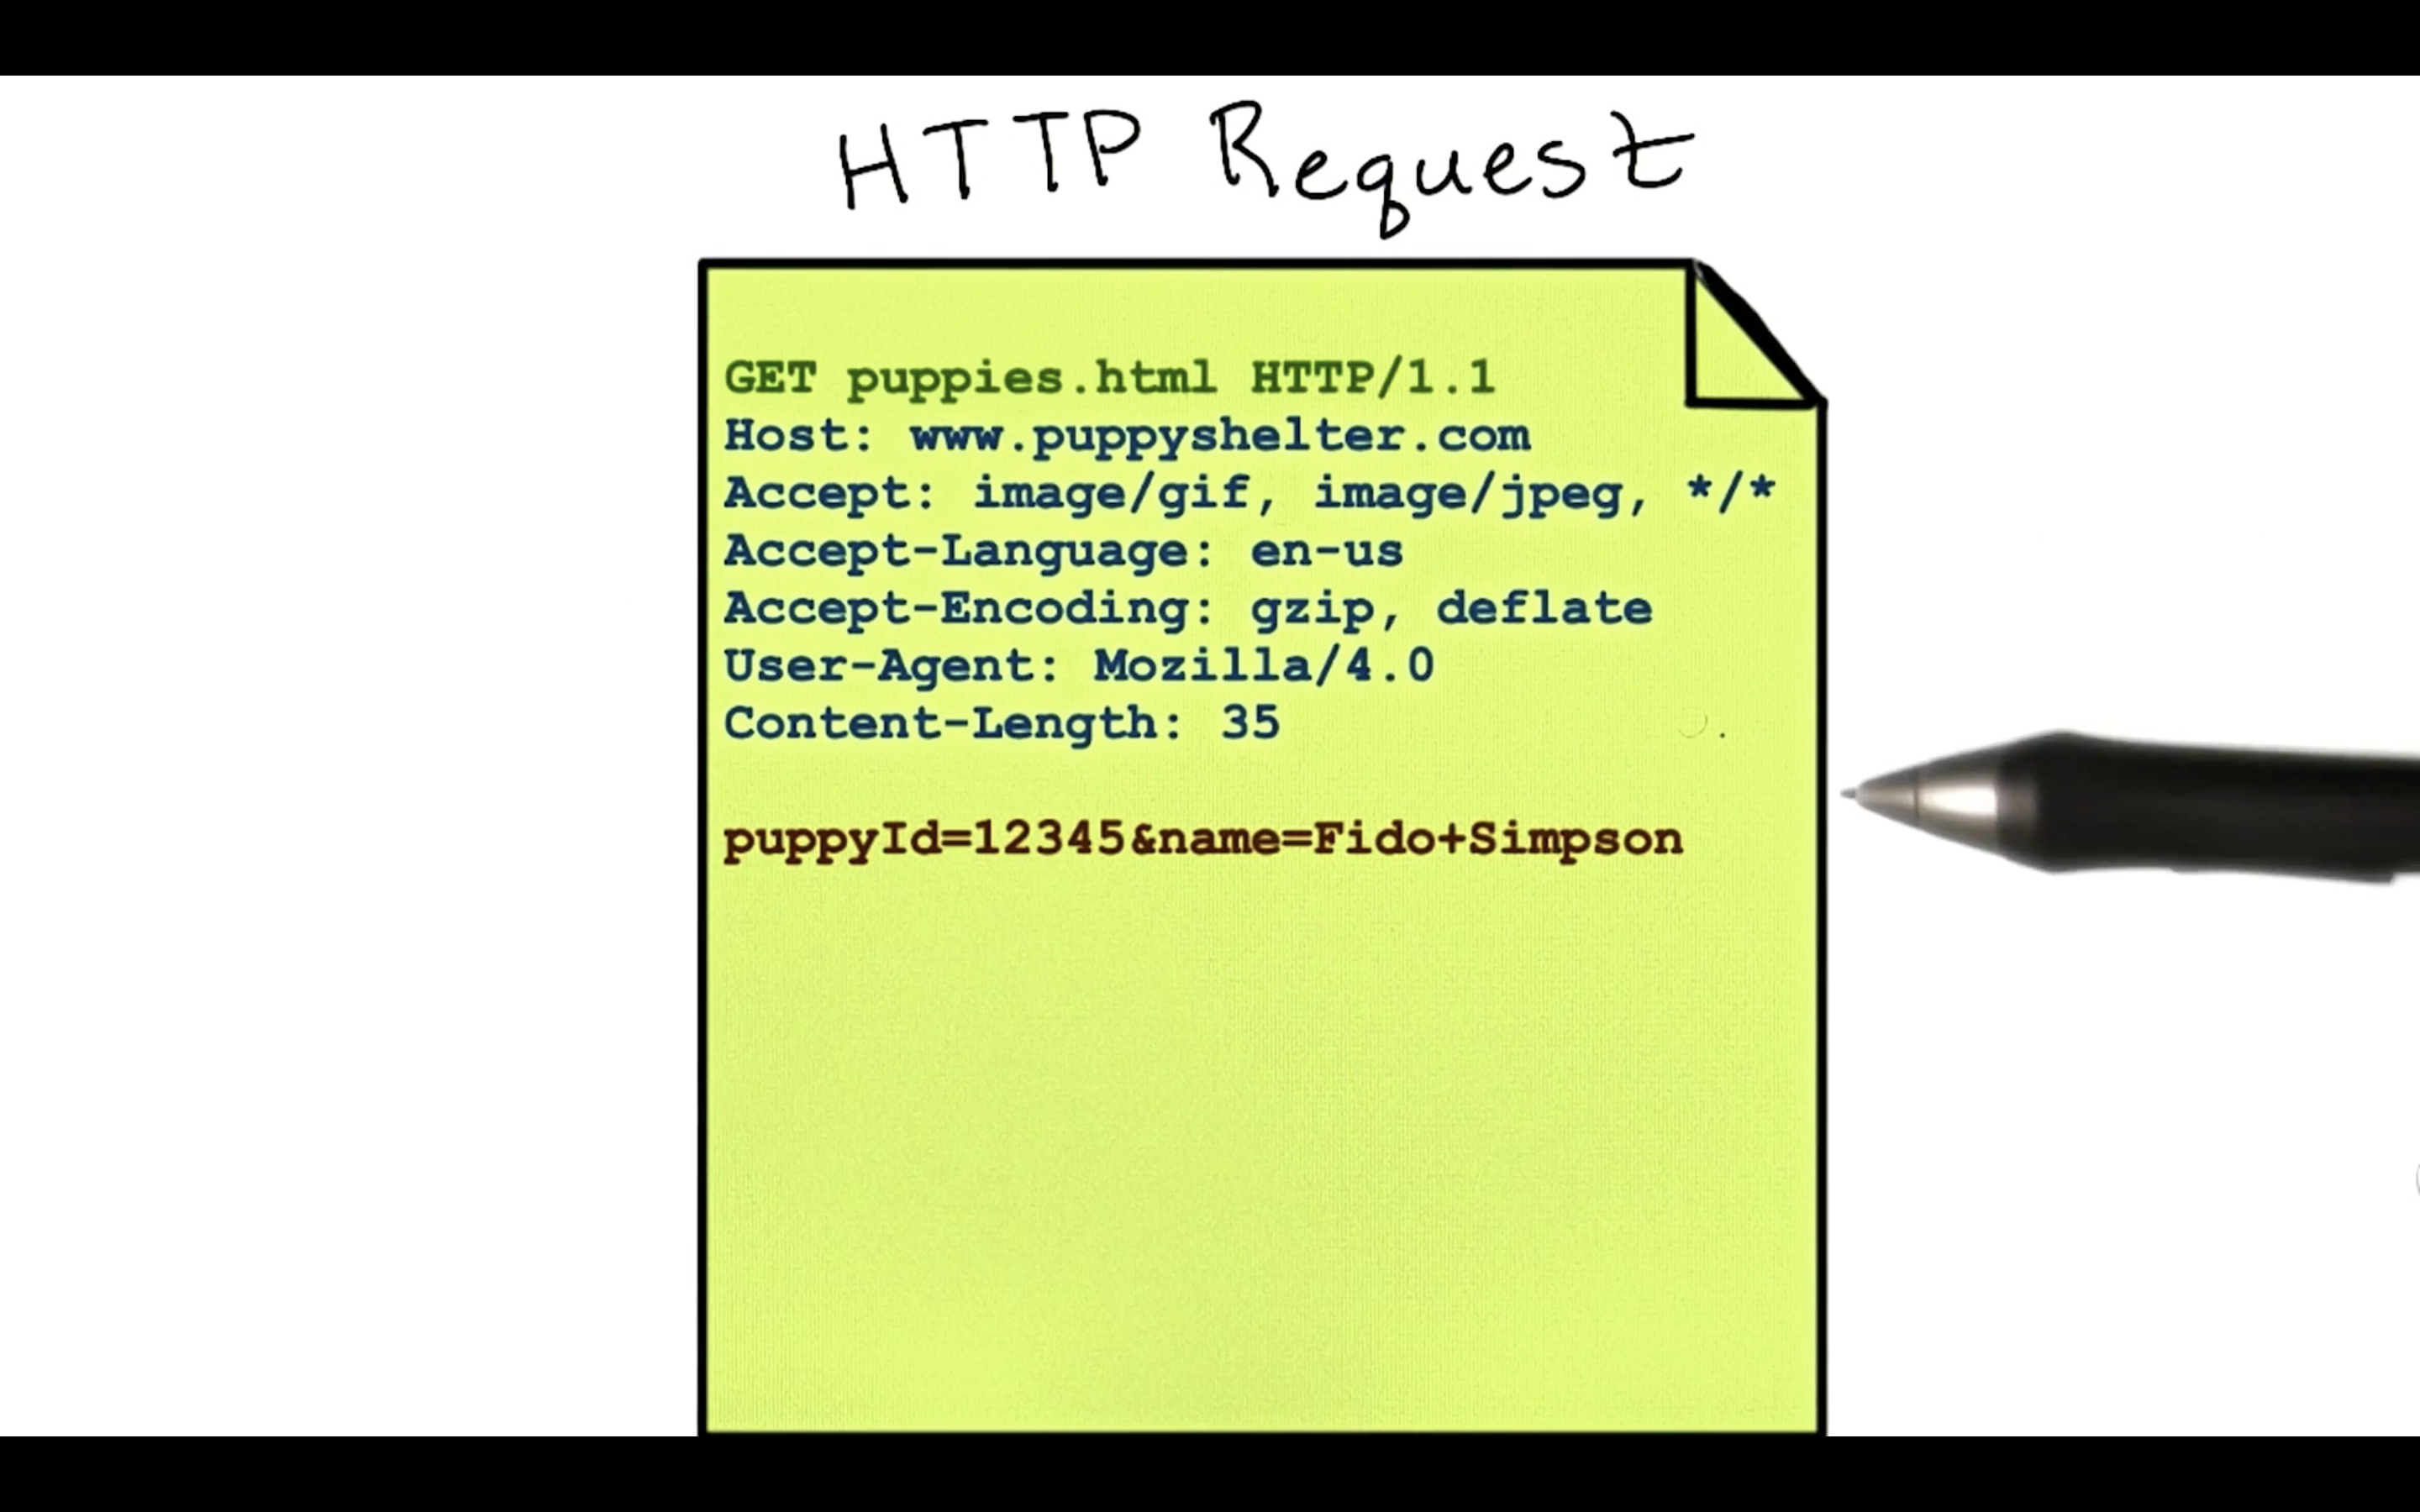 HTTP Request
GET puppies.html HTTP/1.1
Host: www.puppyshelter.com
Accept: image/gif, image/jpeg, */*
Accept-Language: en-us
Accept-Encoding: gzip, deflate
User-Agent: Mozilla/4.0
Content-Length: 35
puppyId=12345&name=Fido+Simpson